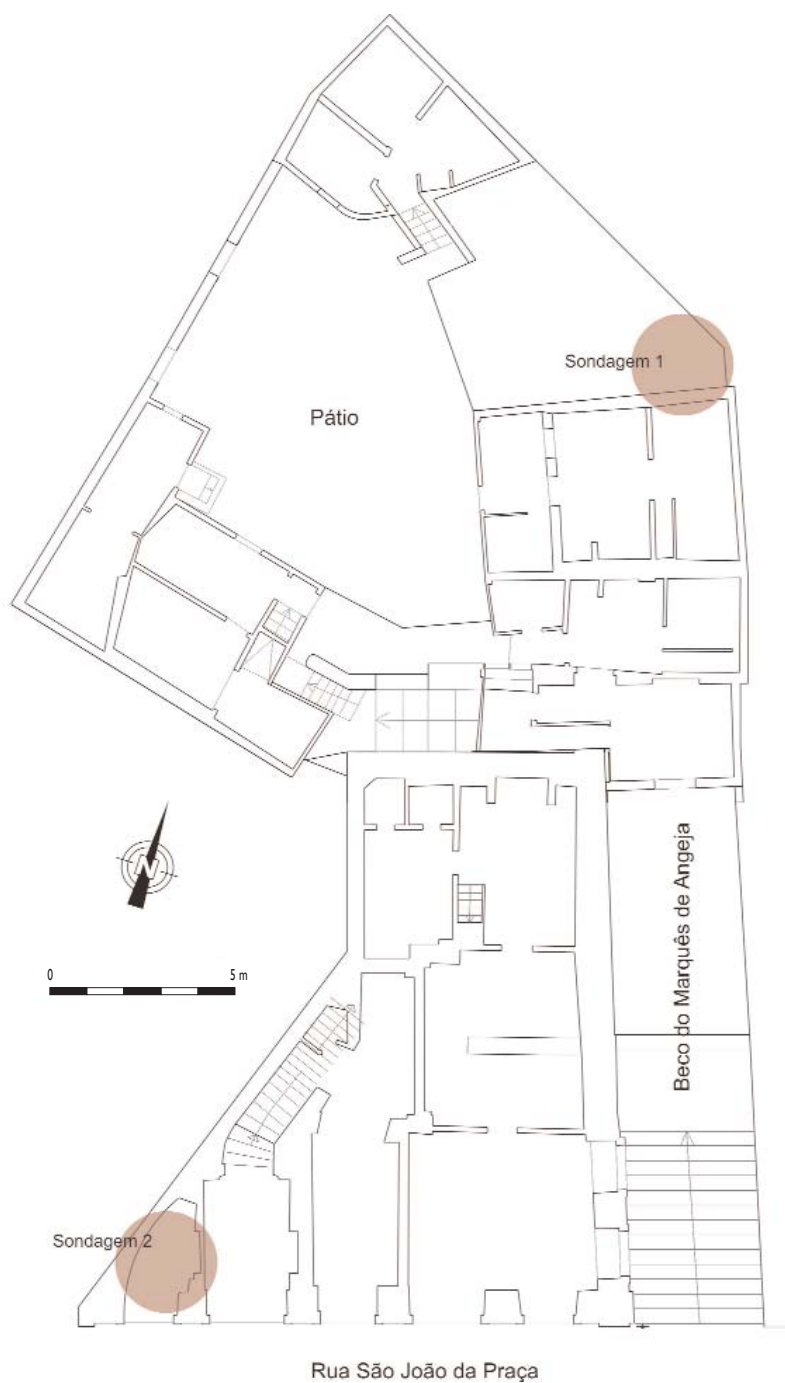 Sondagem 1
Pátio
N
Beco do Marquês de Angeja
0 5 m
Sondagem 2
Rua São João da Praça